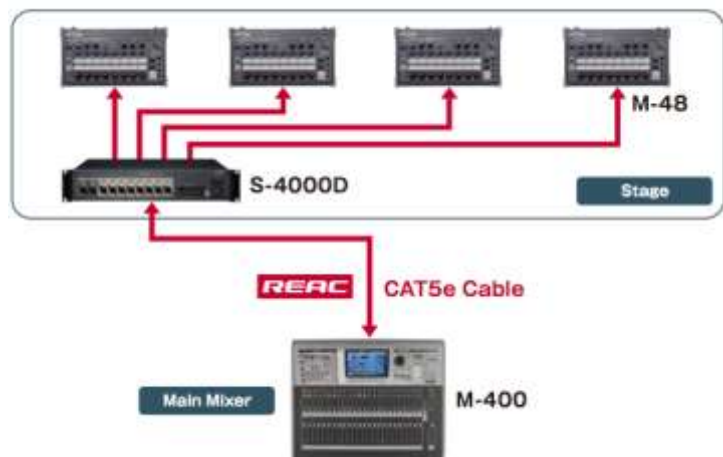 M-48
S-4000D
Stage
REAC CAT5e Cable
Main Mixer
M-400